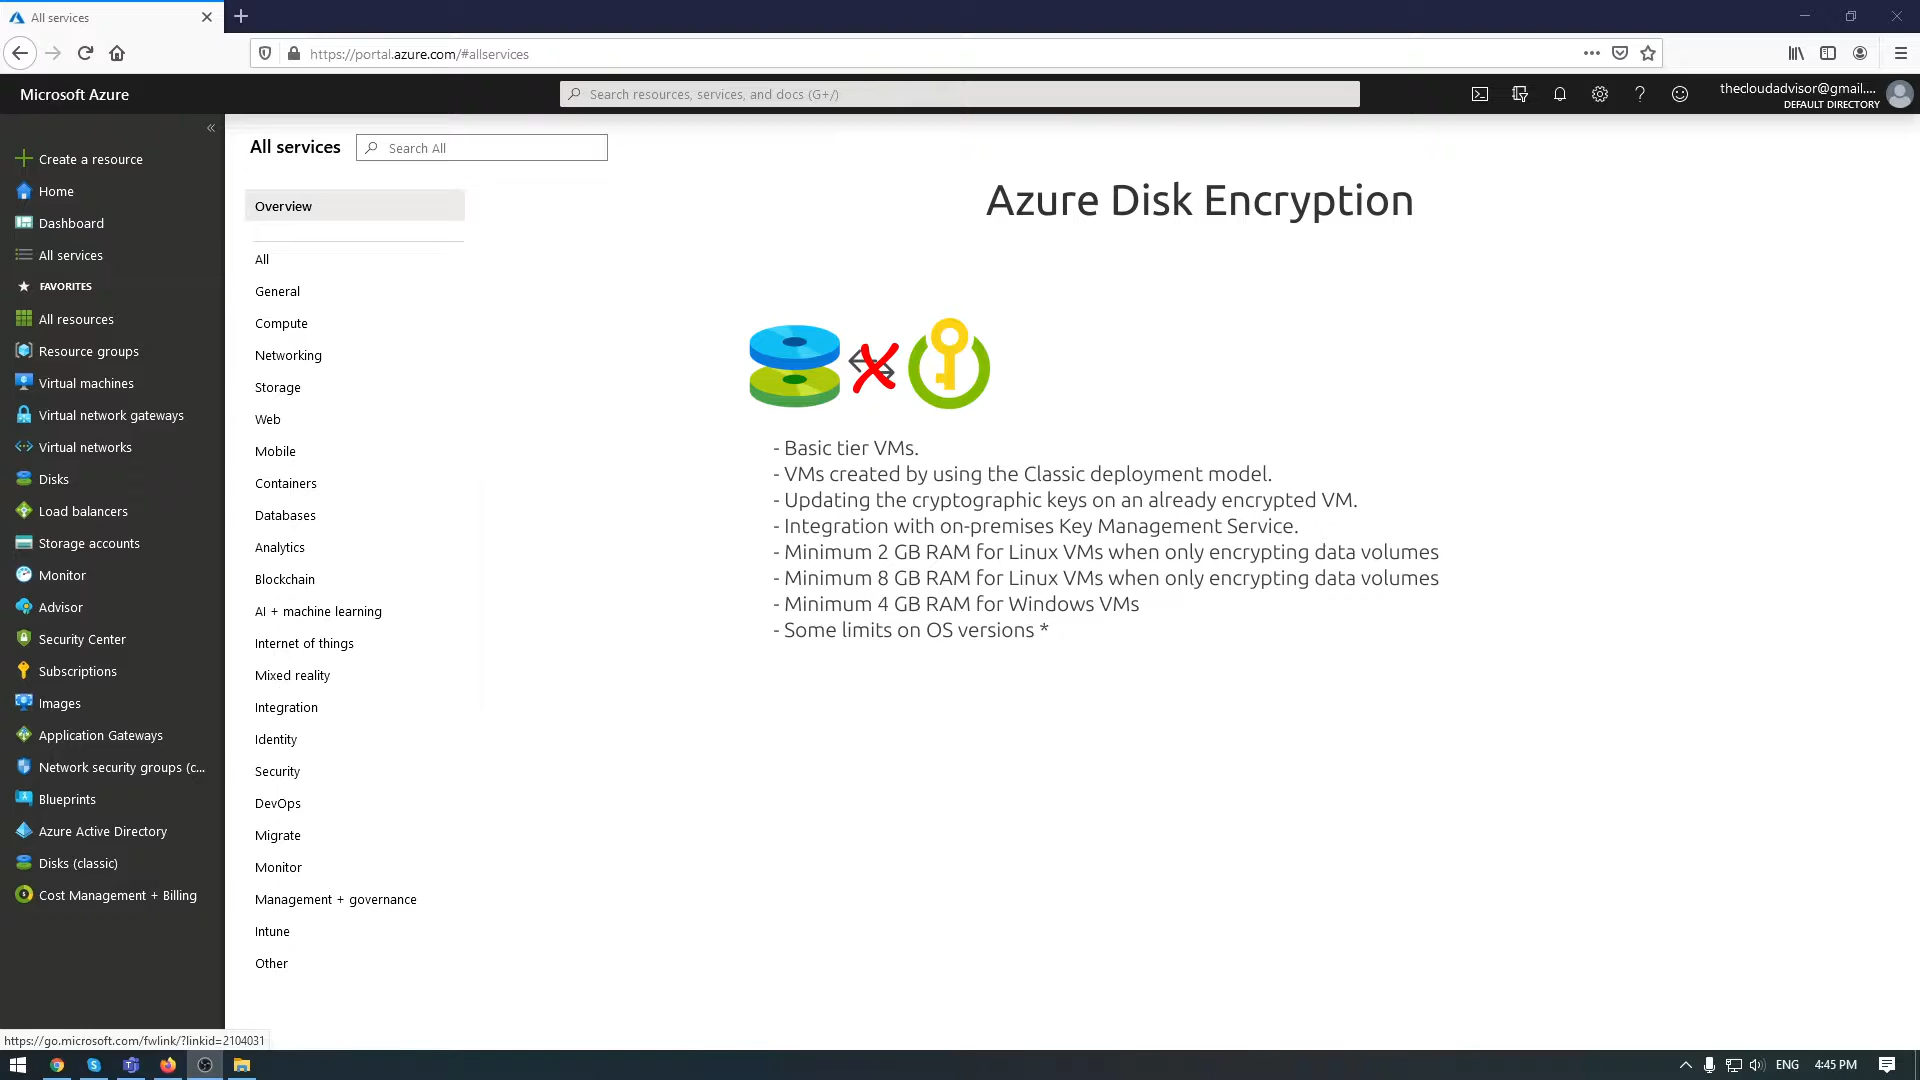 All services
https://portal.azure.com/#allservices
Microsoft Azure
Search resources, services, and docs (G+/)
thecloudadvisor@gmail....
DEFAULT DIRECTORY
«
Create a resource
Home
Dashboard
All services
FAVORITES
All resources
Resource groups
Virtual machines
Virtual network gateways
Virtual networks
Disks
Load balancers
Storage accounts
Monitor
Advisor
Security Center
Subscriptions
Images
Application Gateways
Network security groups (c...
Blueprints
Azure Active Directory
Disks (classic)
Cost Management + Billing
All services
Search All
Overview
All
General
Compute
Networking
Storage
Web
Mobile
Containers
Databases
Analytics
Blockchain
AI + machine learning
Internet of things
Mixed reality
Integration
Identity
Security
DevOps
Migrate
Monitor
Management + governance
Intune
Other
Azure Disk Encryption
- Basic tier VMs.
- VMs created by using the Classic deployment model.
- Updating the cryptographic keys on an already encrypted VM.
- Integration with on-premises Key Management Service.
- Minimum 2 GB RAM for Linux VMs when only encrypting data volumes
- Minimum 8 GB RAM for Linux VMs when only encrypting data volumes
- Minimum 4 GB RAM for Windows VMs
- Some limits on OS versions *
https://go.microsoft.com/fwlink/?linkid=2104031
ENG
4:45 PM